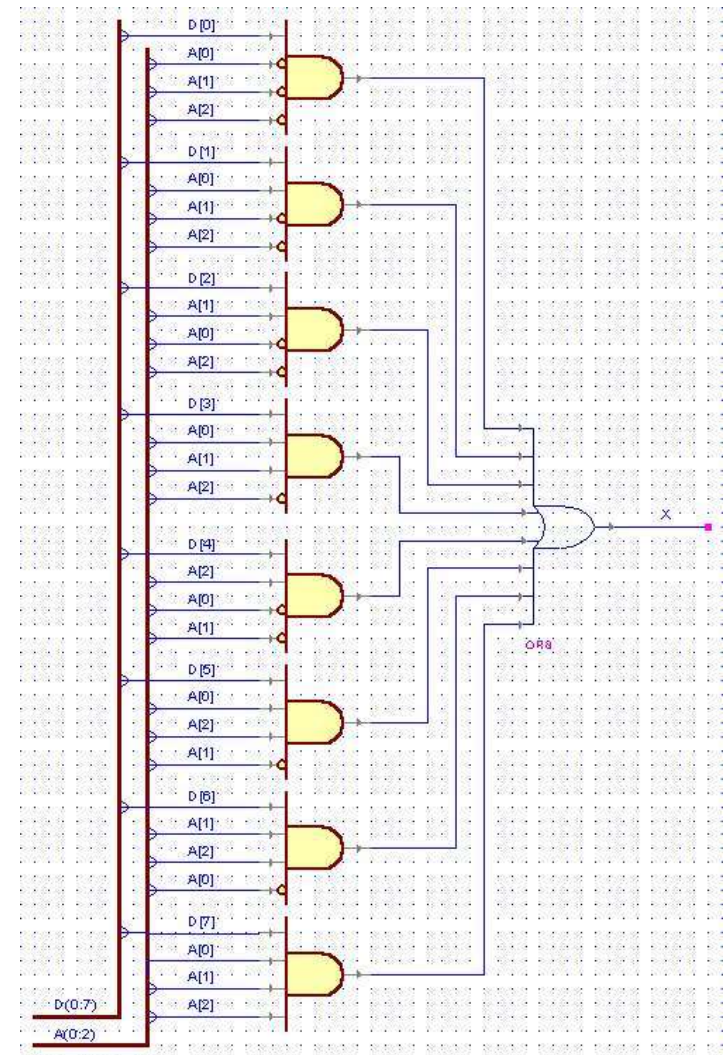 D[0]
A[0]
A[1]
A[2]
D[1]
A[0]
A[1]
A[2]
D[2]
A[1]
A[0]
A[2]
D[3]
A[0]
A[1]
A[2]
X
D[4]
A[2]
A[0]
A[1]
OR8
D[5]
A[0]
A[2]
A[1]
D[6]
A[1]
A[2]
A[0]
D[7]
A[0]
A[1]
A[2]
D(0:7)
A(0:2)